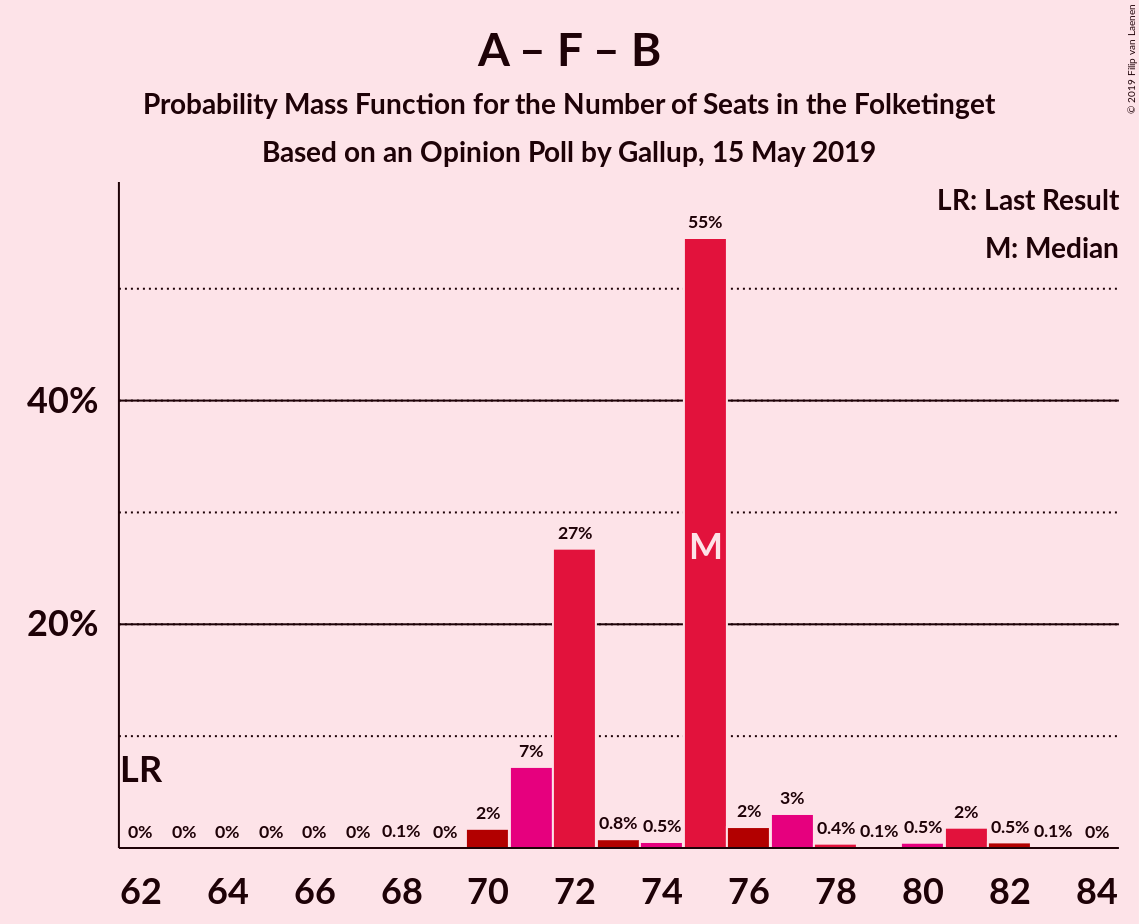 A – F – B
Probability Mass Function for the Number of Seats in the Folketinget
Based on an Opinion Poll by Gallup, 15 May 2019
© 2019 Filip van Laenen
LR: Last Result
M: Median
55%
40%
27%
M
20%
LR
0% 0% 0% 0% 0% 0% 0.1% 0% 2% 7% 0.8% 0.5% 2% 3% 0.4% 0.1% 0.5% 2% 0.5% 0.1% 0%
62 64 66 68 70 72 74 76 78 80 82 84